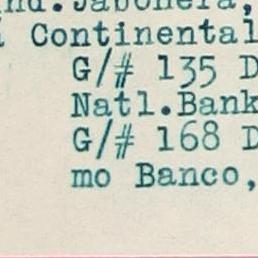 nd.Jabonera,
Continental
G/# 135 D
Natl.Bank
G/# 168 D
mo Banco,